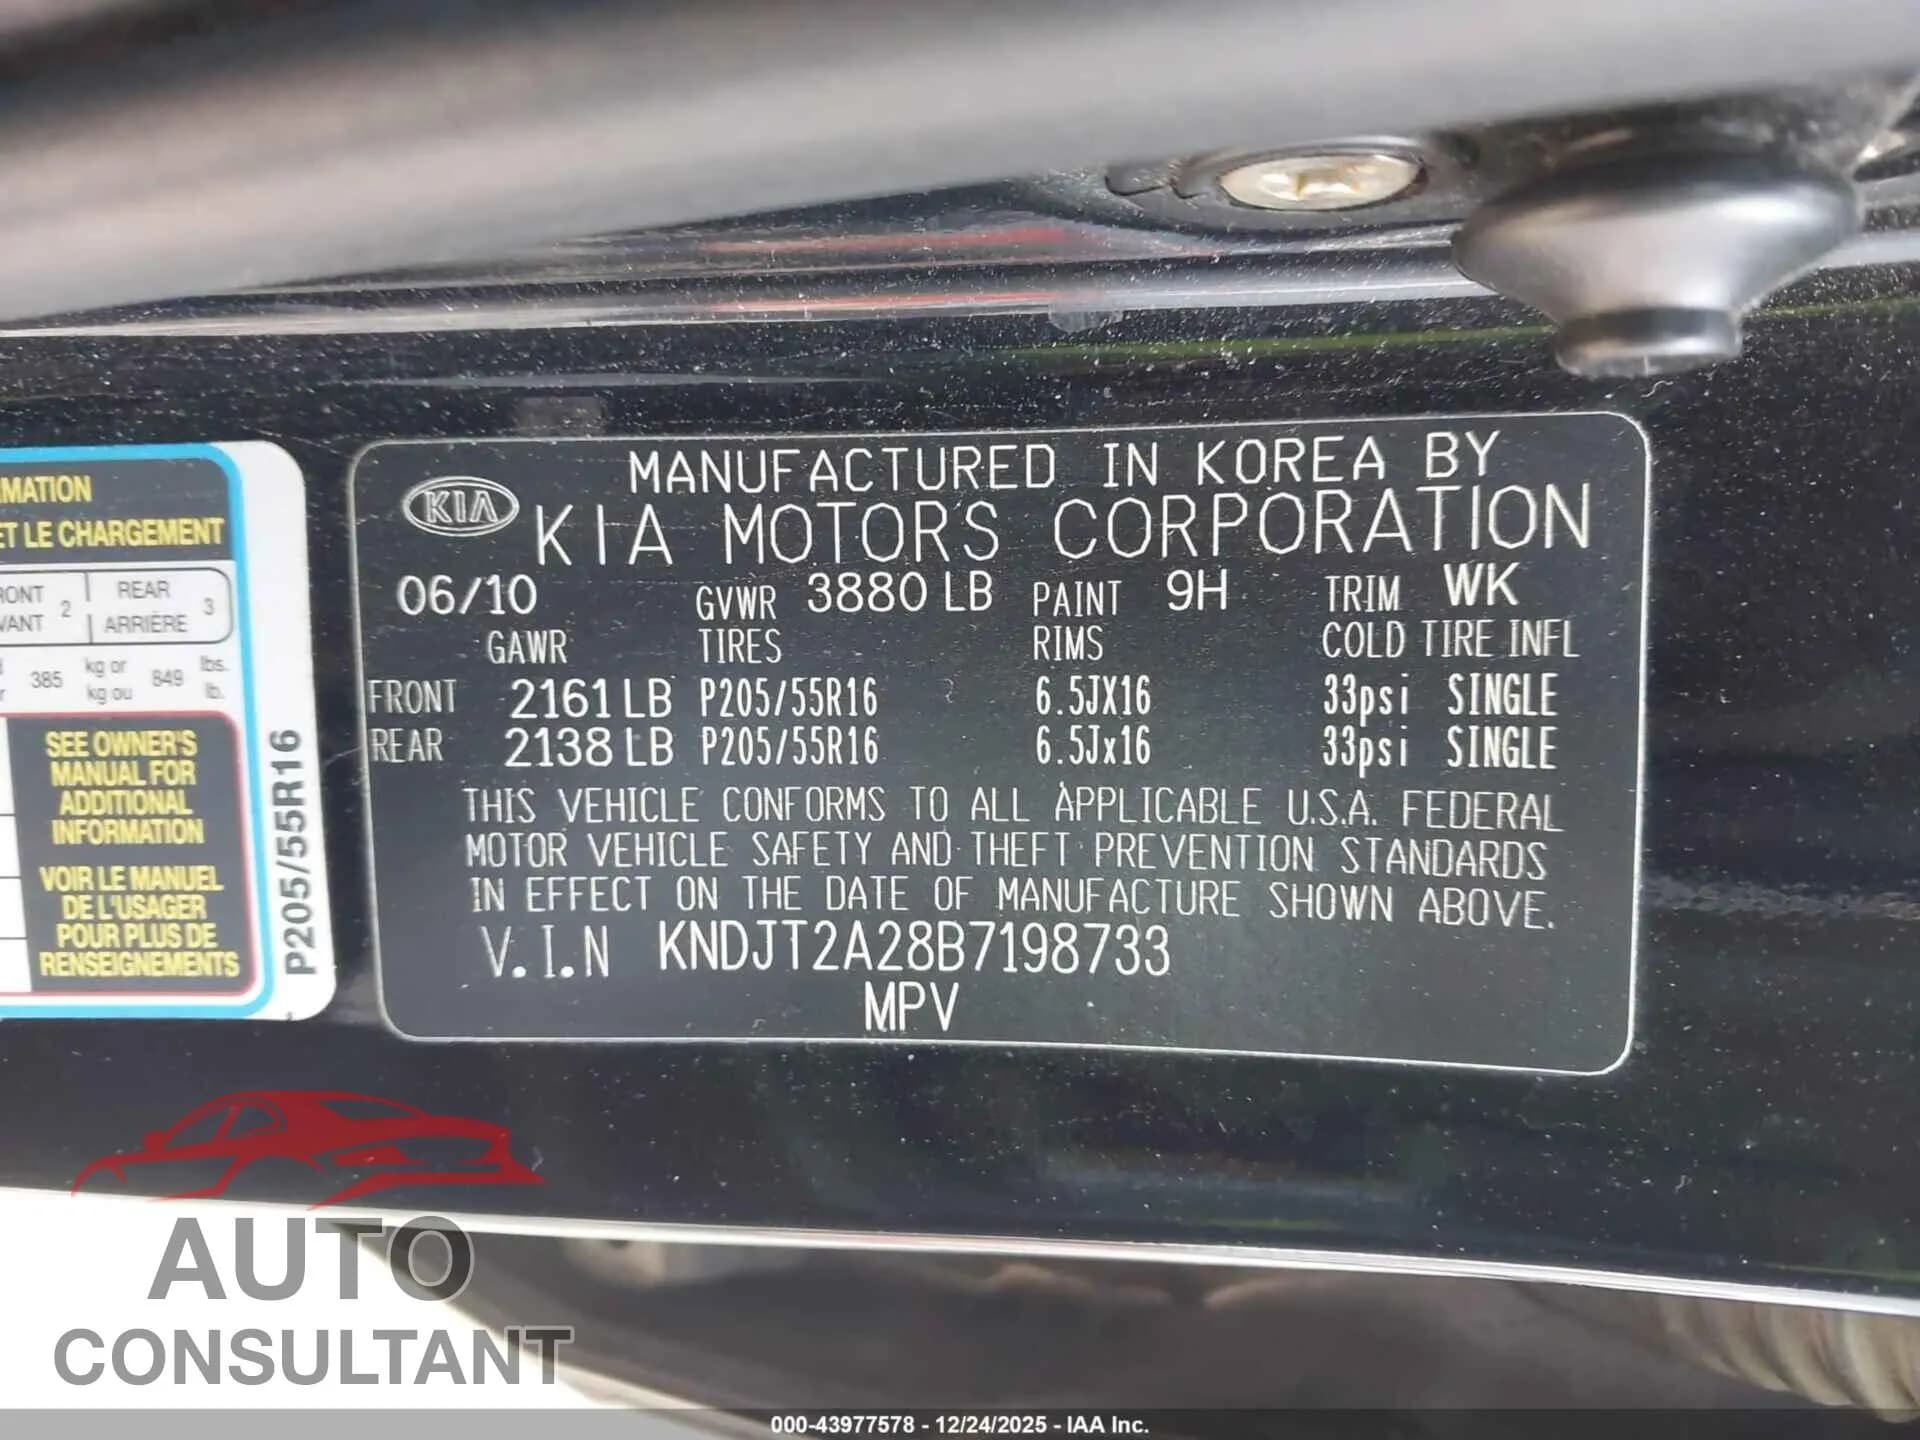 MANUFACTURED IN KOREA BY
KIA
KIA MOTORS CORPORATION
06/10 GVWR 3880 LB PAINT 9H TRIM WK
GAWR TIRES RIMS COLD TIRE INFL
FRONT 2161 LB P205/55R16 6.5JX16 33psi SINGLE
REAR 2138 LB P205/55R16 6.5Jx16 33psi SINGLE
THIS VEHICLE CONFORMS TO ALL APPLICABLE U.S.A. FEDERAL
MOTOR VEHICLE SAFETY AND THEFT PREVENTION STANDARDS
IN EFFECT ON THE DATE OF MANUFACTURE SHOWN ABOVE.
V.I.N KNDJT2A28B7198733
MPV
ET LE CHARGEMENT
REAR
2 ARRIÈRE 3
385 kg or 849 lbs.
kg ou lb.
SEE OWNER'S
MANUAL FOR
ADDITIONAL
INFORMATION
VOIR LE MANUEL
DE L'USAGER
POUR PLUS DE
RENSEIGNEMENTS
P205/55R16
AUTO
CONSULTANT
000-43977578 - 12/24/2025 - IAA Inc.